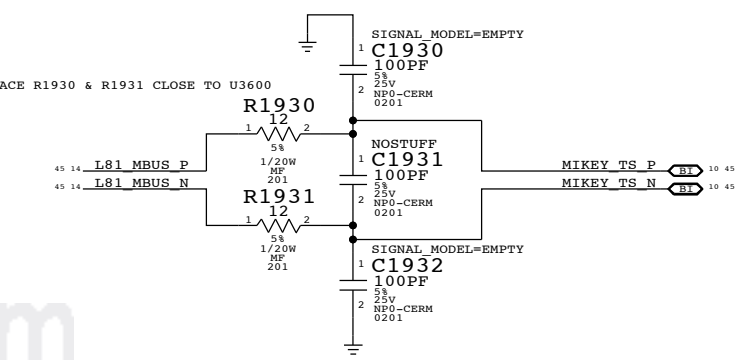 SIGNAL_MODEL=EMPTY
1
C1930
100PF
5%
25V
2
NP0-CERM
0201
ACE R1930 & R1931 CLOSE TO U3600
R1930
12
1 2
5%
1/20W
MF
201
NOSTUFF
1
C1931
100PF
5%
25V
2
NP0-CERM
0201
45 14 L81_MBUS_P
MIKEY_TS_P BI 10 45
45 14 L81_MBUS_N
MIKEY_TS_N BI 10 45
R1931
12
1 2
5%
1/20W
MF
201
SIGNAL_MODEL=EMPTY
1
C1932
100PF
5%
25V
2
NP0-CERM
0201
m